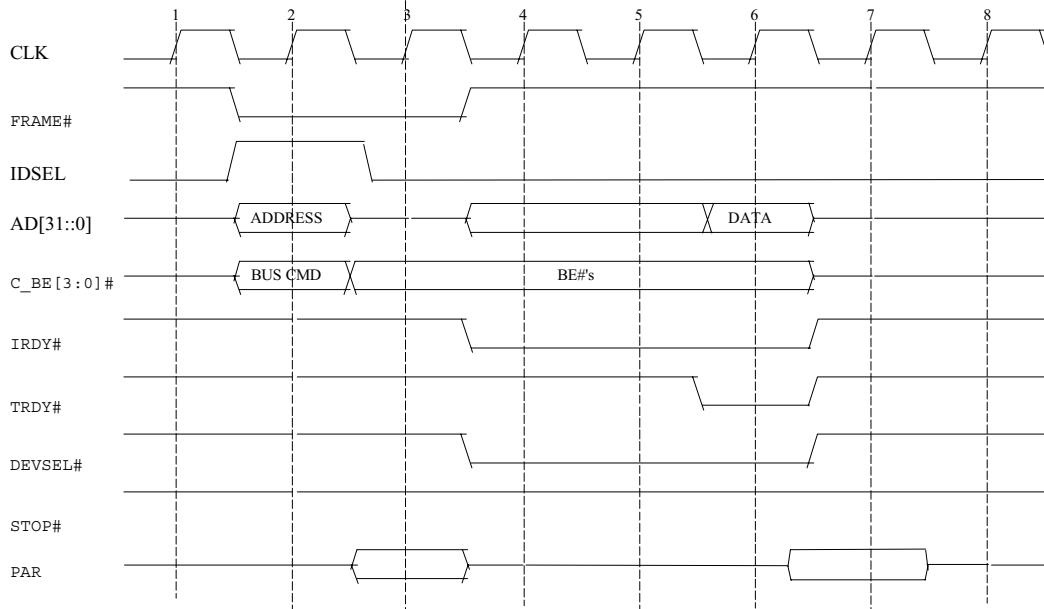 1 2 3 4 5 6 7 8
CLK
FRAME#
IDSEL
AD[31::0] ADDRESS DATA
C_BE[3:0]# BUS CMD BE#'s
IRDY#
TRDY#
DEVSEL#
STOP#
PAR